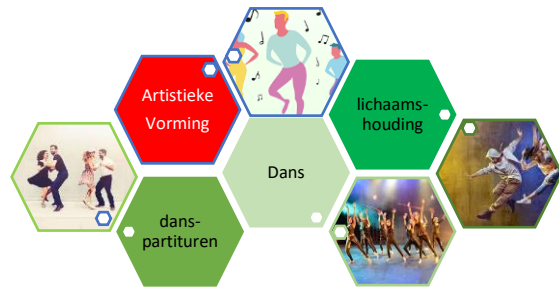 Artistieke
Vorming
lichaams-
houding
Dans
dans-
partituren